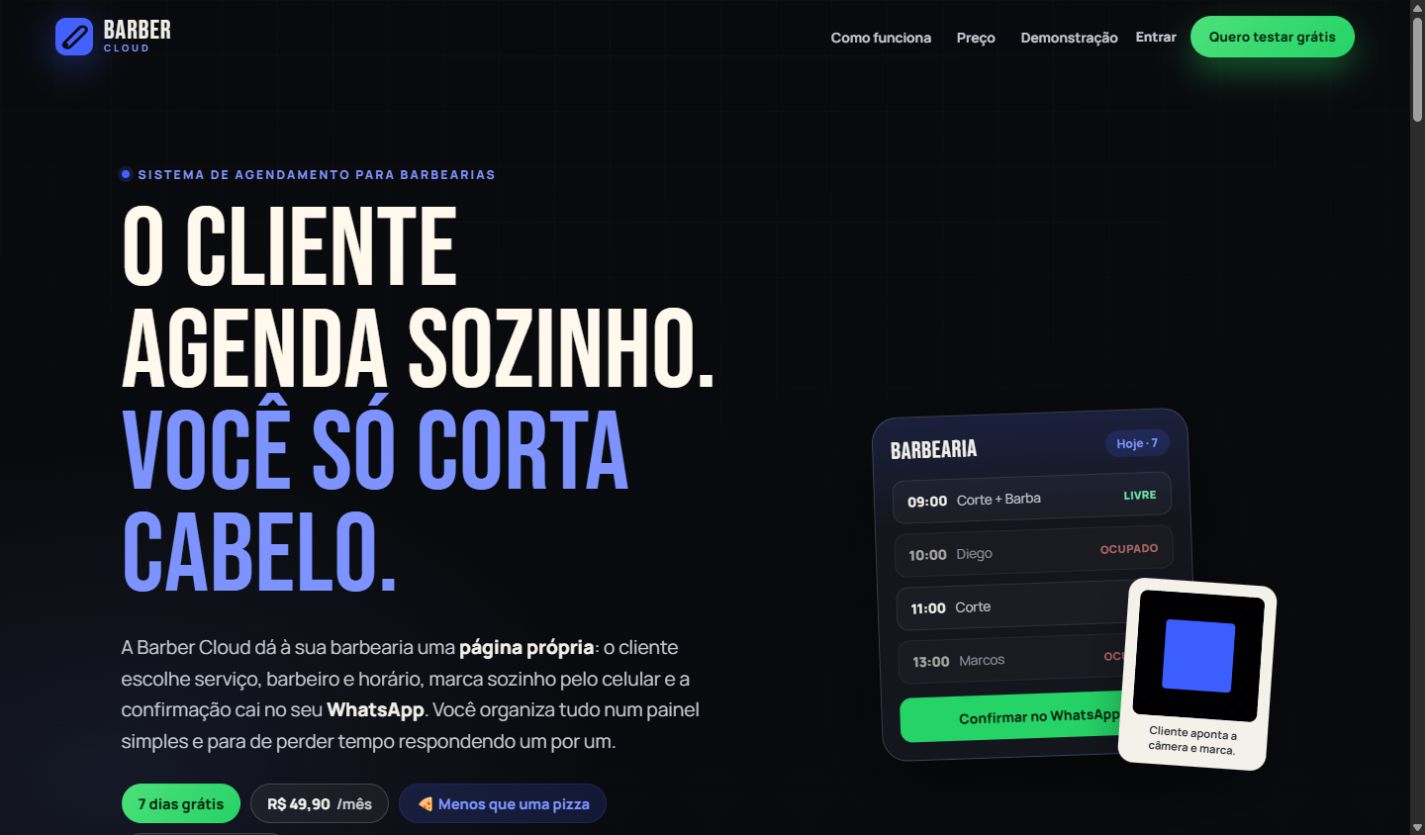 BARBER
CLOUD
Como funciona
Preço
Demonstração
Entrar
Quero testar grátis
SISTEMA DE AGENDAMENTO PARA BARBEARIAS
O CLIENTE
AGENDA SOZINHO.
VOCÊ SÓ CORTA
CABELO.
A Barber Cloud dá à sua barbearia uma página própria: o cliente
escolhe serviço, barbeiro e horário, marca sozinho pelo celular e a
confirmação cai no seu WhatsApp. Você organiza tudo num painel
simples e para de perder tempo respondendo um por um.
7 dias grátis
R$ 49,90 /mês
🍕 Menos que uma pizza
BARBEARIA
Hoje · 7
09:00 Corte + Barba LIVRE
10:00 Diego OCUPADO
11:00 Corte
13:00 Marcos
Confirmar no WhatsApp
Cliente aponta a
câmera e marca.